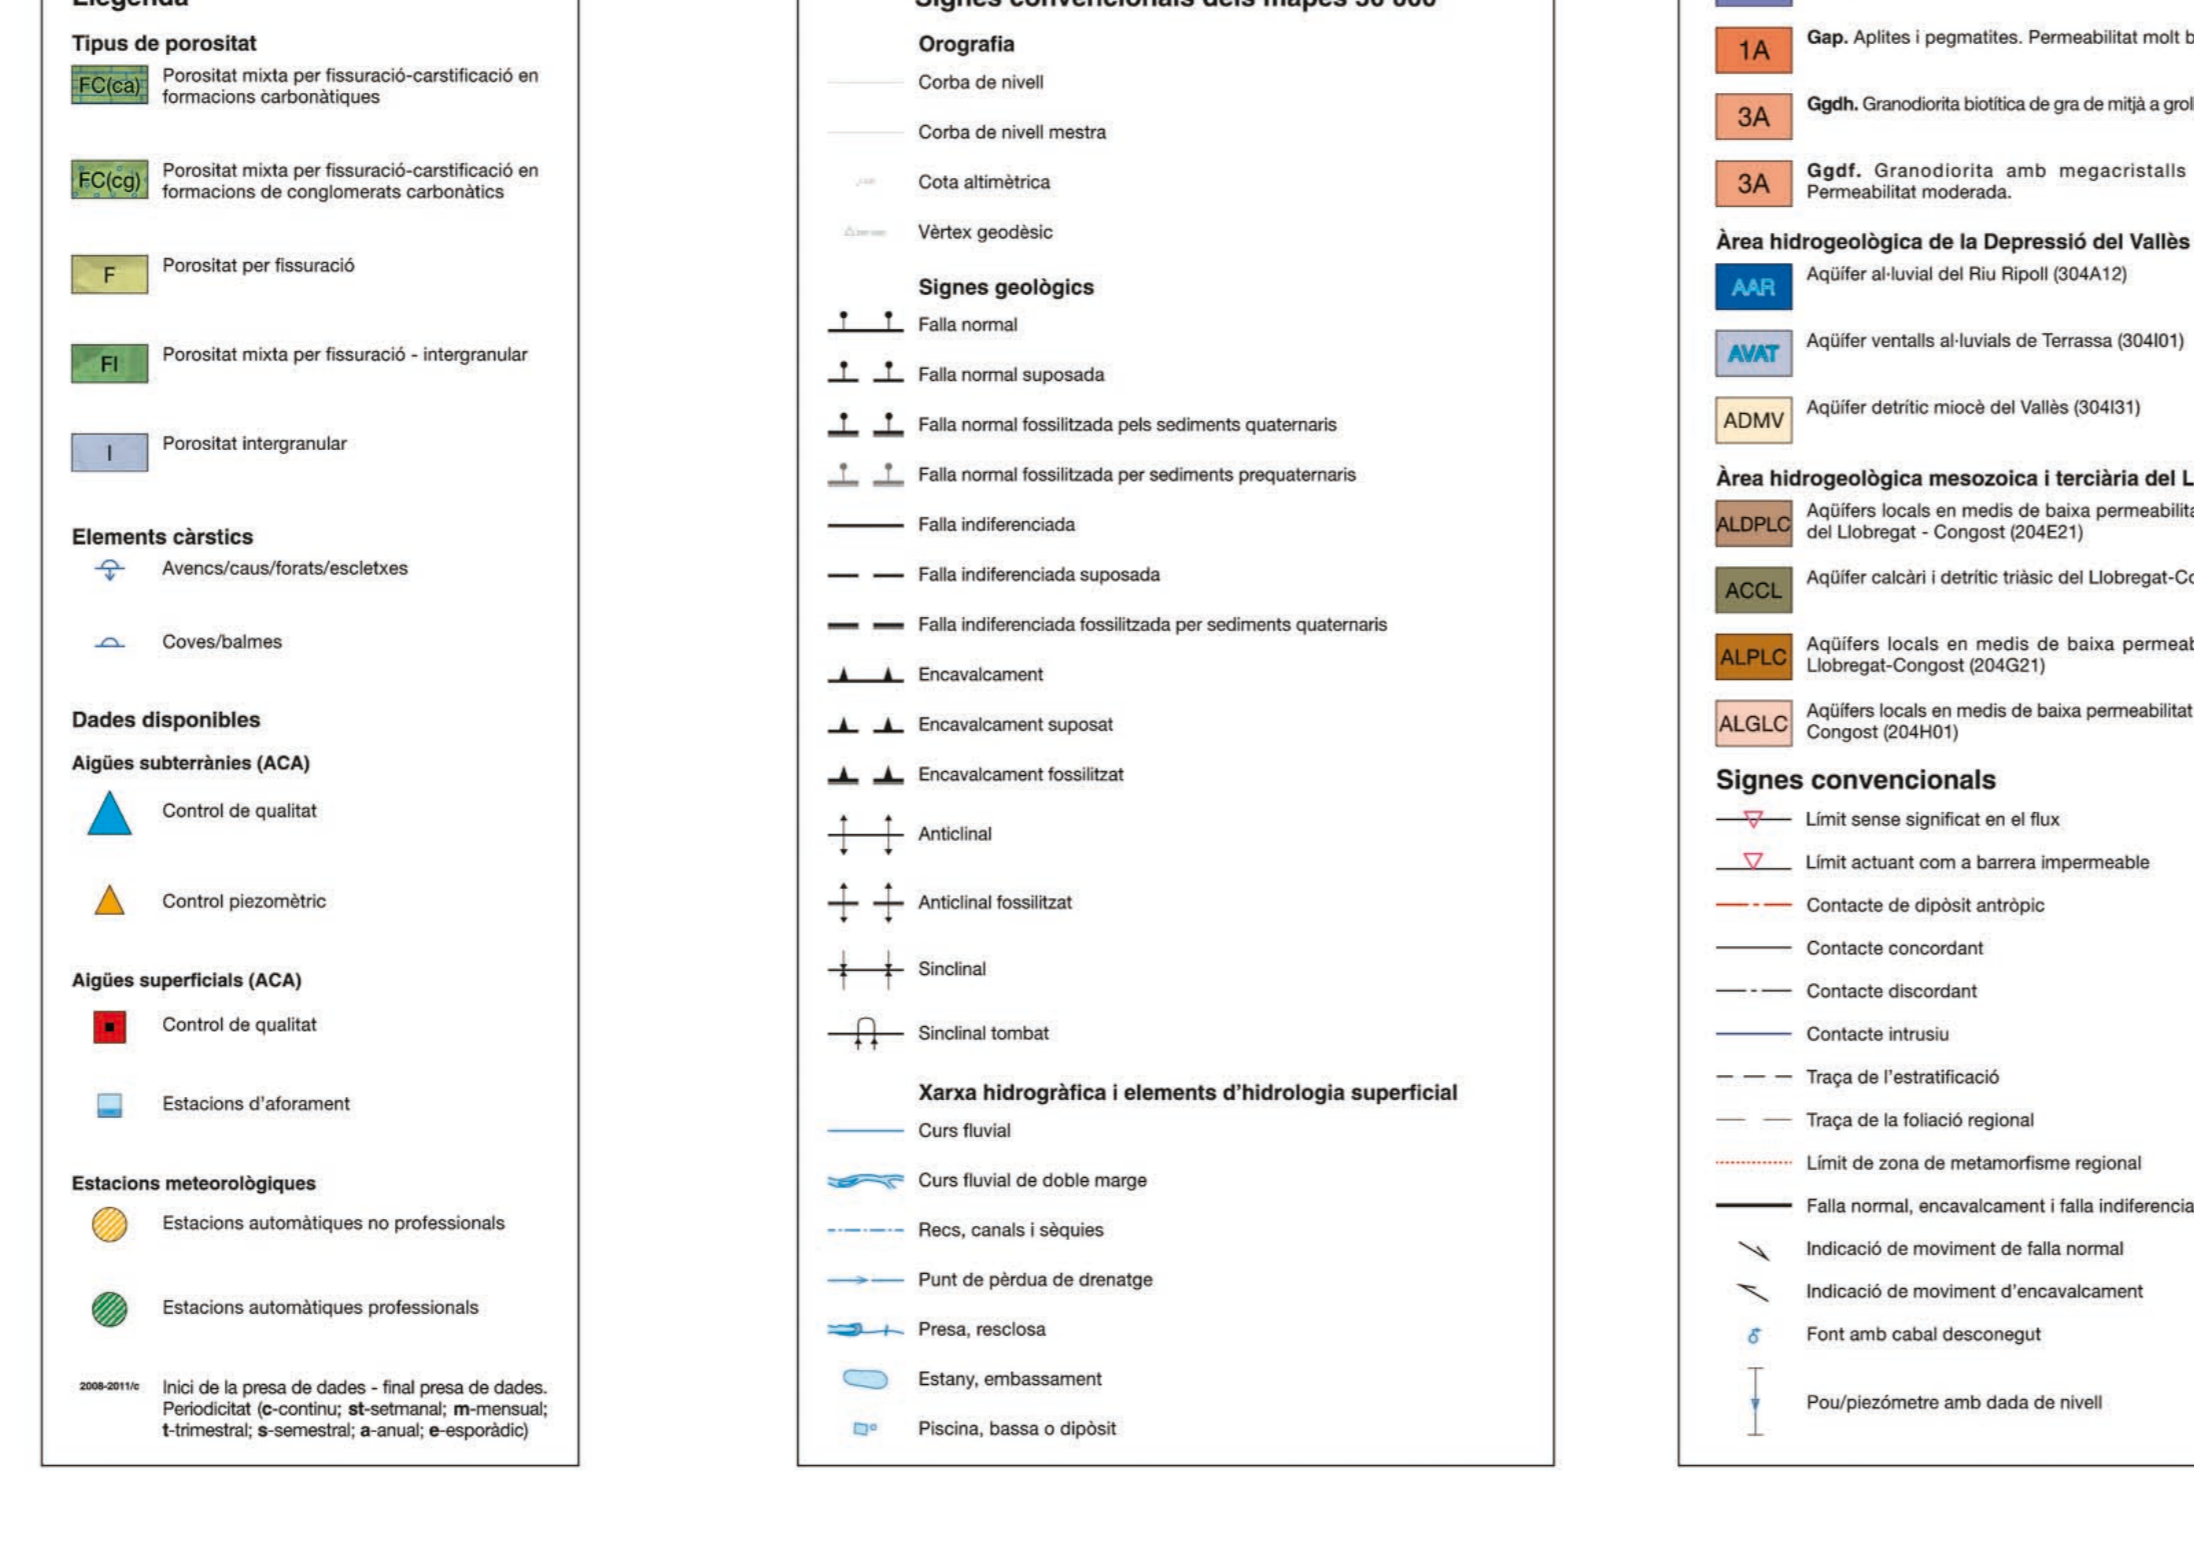 Llegenda
Tipus de porositat
FC(ca) Porositat mixta per fissuració-carstificació en
formacions carbonàtiques
FC(cg) Porositat mixta per fissuració-carstificació en
formacions de conglomerats carbonàtics
F Porositat per fissuració
FI Porositat mixta per fissuració - intergranular
I Porositat intergranular
Elements càrstics
Avencs/caus/forats/escletxes
Coves/balmes
Dades disponibles
Aigües subterrànies (ACA)
Control de qualitat
Control piezomètric
Aigües superficials (ACA)
Control de qualitat
Estacions d'aforament
Estacions meteorològiques
Estacions automàtiques no professionals
Estacions automàtiques professionals
2008-2011/c Inici de la presa de dades - final presa de dades.
Periodicitat (c-continu; st-setmanal; m-mensual;
t-trimestral; s-semestral; a-anual; e-esporàdic)
Signes convencionals dels mapes 50 000
Orografia
Corba de nivell
Corba de nivell mestra
Cota altimètrica
Vèrtex geodèsic
Signes geològics
Falla normal
Falla normal suposada
Falla normal fossilitzada pels sediments quaternaris
Falla normal fossilitzada per sediments prequaternaris
Falla indiferenciada
Falla indiferenciada suposada
Falla indiferenciada fossilitzada per sediments quaternaris
Encavalcament
Encavalcament suposat
Encavalcament fossilitzat
Anticlinal
Anticlinal fossilitzat
Sinclinal
Sinclinal tombat
Xarxa hidrogràfica i elements d'hidrologia superficial
Curs fluvial
Curs fluvial de doble marge
Recs, canals i sèquies
Punt de pèrdua de drenatge
Presa, resclosa
Estany, embassament
Piscina, bassa o dipòsit
1A Gap. Aplites i pegmatites. Permeabilitat molt b
3A Ggdh. Granodiorita biotítica de gra de mitjà a grol
3A Ggdf. Granodiorita amb megacristalls
Permeabilitat moderada.
Àrea hidrogeològica de la Depressió del Vallès
AAR Aqüífer al·luvial del Riu Ripoll (304A12)
AVAT Aqüífer ventalls al·luvials de Terrassa (304I01)
ADMV Aqüífer detrític miocè del Vallès (304I31)
Àrea hidrogeològica mesozoica i terciària del L
ALDPLC Aqüífers locals en medis de baixa permeabilita
del Llobregat - Congost (204E21)
ACCL Aqüífer calcàri i detrític triàsic del Llobregat-Co
ALPLC Aqüífers locals en medis de baixa permeab
Llobregat-Congost (204G21)
ALGLC Aqüífers locals en medis de baixa permeabilitat
Congost (204H01)
Signes convencionals
Límit sense significat en el flux
Límit actuant com a barrera impermeable
Contacte de dipòsit antròpic
Contacte concordant
Contacte discordant
Contacte intrusiu
Traça de l'estratificació
Traça de la foliació regional
Límit de zona de metamorfisme regional
Falla normal, encavalcament i falla indiferencia
Indicació de moviment de falla normal
Indicació de moviment d'encavalcament
Font amb cabal desconegut
Pou/piezómetre amb dada de nivell